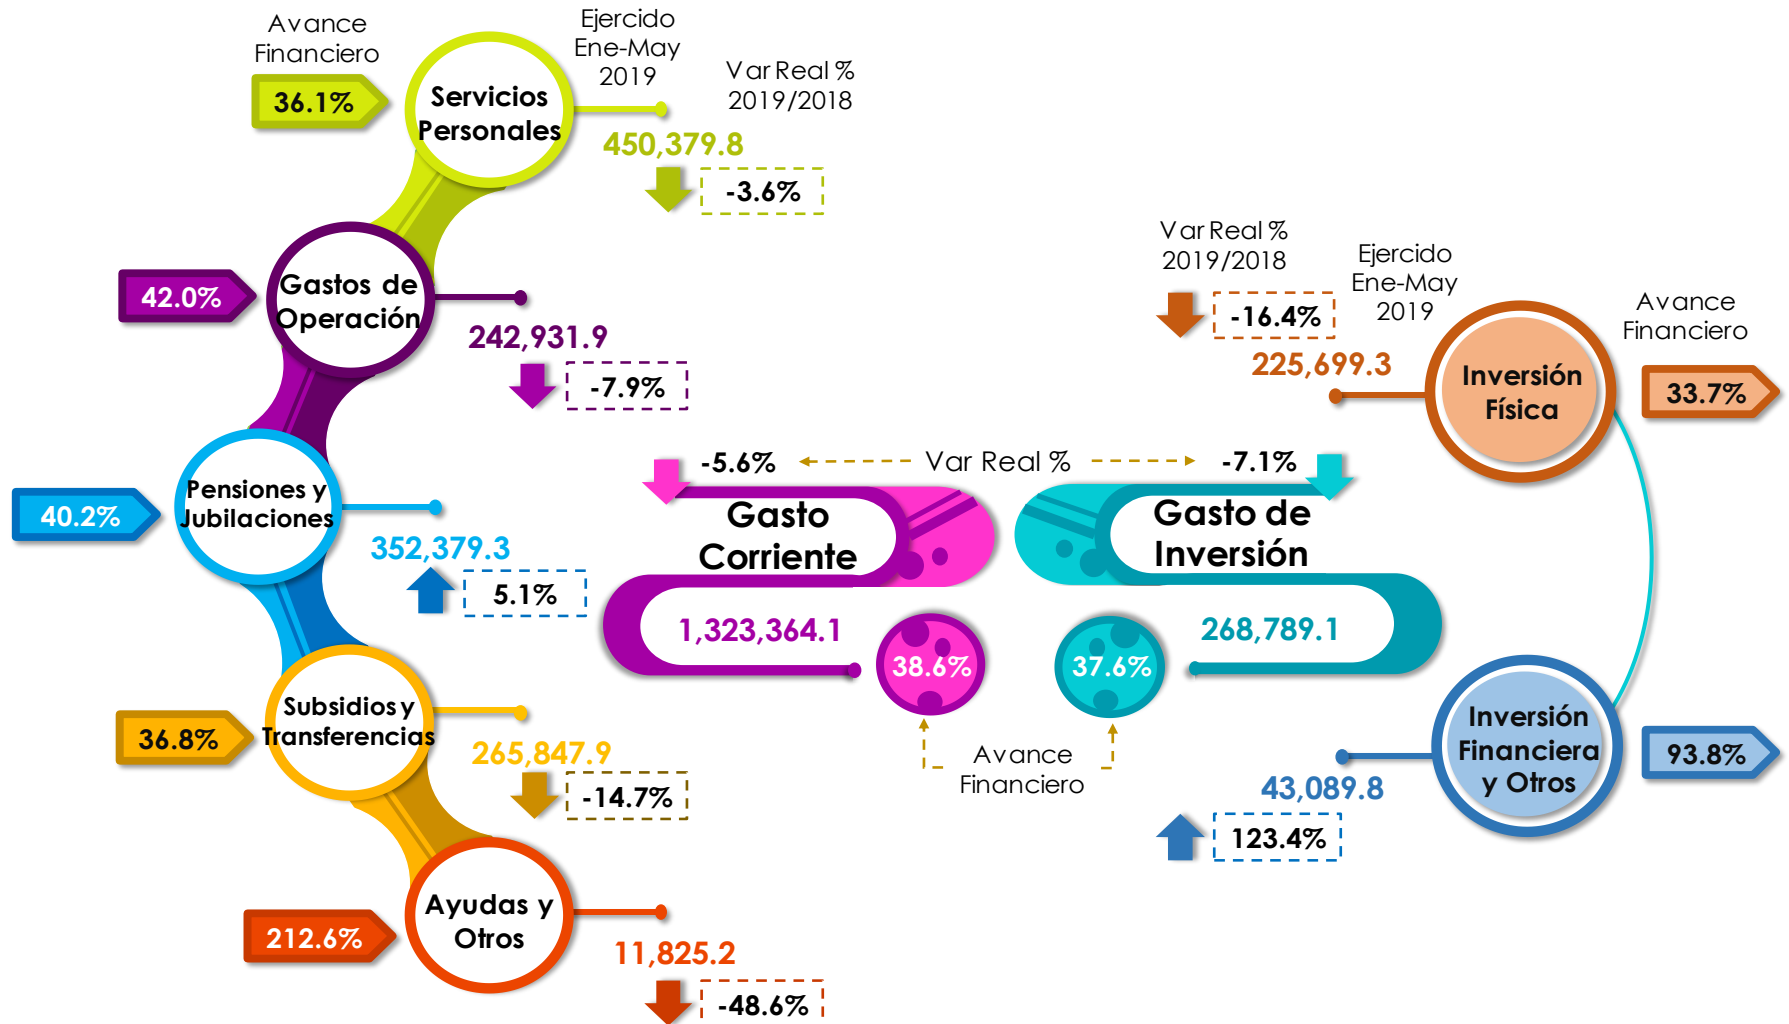 Avance
Financiero
36.1%
Servicios
Personales
Ejercido
Ene-May
2019
Var Real %
2019/2018
450,379.8
-3.6%
42.0%
Gastos de
Operación
242,931.9
-7.9%
40.2%
Pensiones y
Jubilaciones
352,379.3
5.1%
36.8%
Subsidios y
Transferencias
265,847.9
-14.7%
212.6%
Ayudas y
Otros
11,825.2
-48.6%
-5.6%
Var Real %
-7.1%
Gasto
Corriente
1,323,364.1
38.6%
Gasto de
Inversión
268,789.1
37.6%
Avance
Financiero
Var Real %
2019/2018
-16.4%
Ejercido
Ene-May
2019
225,699.3
Inversión
Física
Avance
Financiero
33.7%
Inversión
Financiera
y Otros
93.8%
43,089.8
123.4%